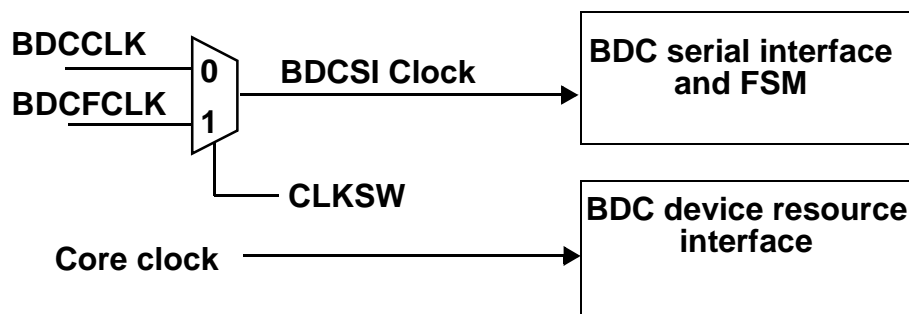 BDCCLK
0
BDCSI Clock
BDC serial interface
and FSM
BDCFCLK
1
CLKSW
BDC device resource
interface
Core clock